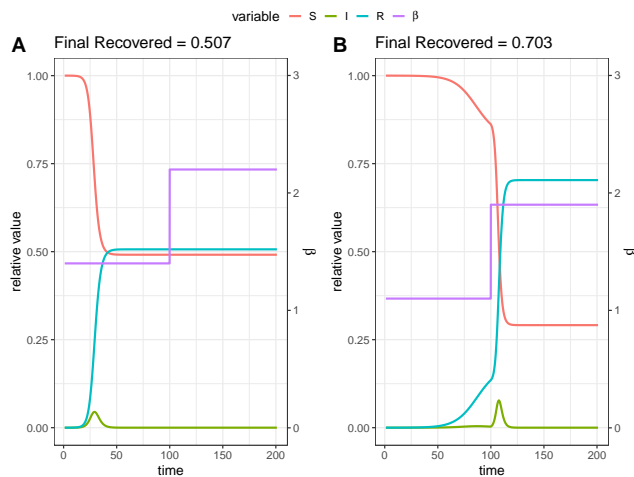 variable S I R β
A Final Recovered = 0.507
1.00
0.75
0.50
0.25
0.00
relative value
3
2
1
0
β
0 50 100 150 200
time
B Final Recovered = 0.703
1.00
0.75
0.50
0.25
0.00
relative value
3
2
1
0
β
0 50 100 150 200
time